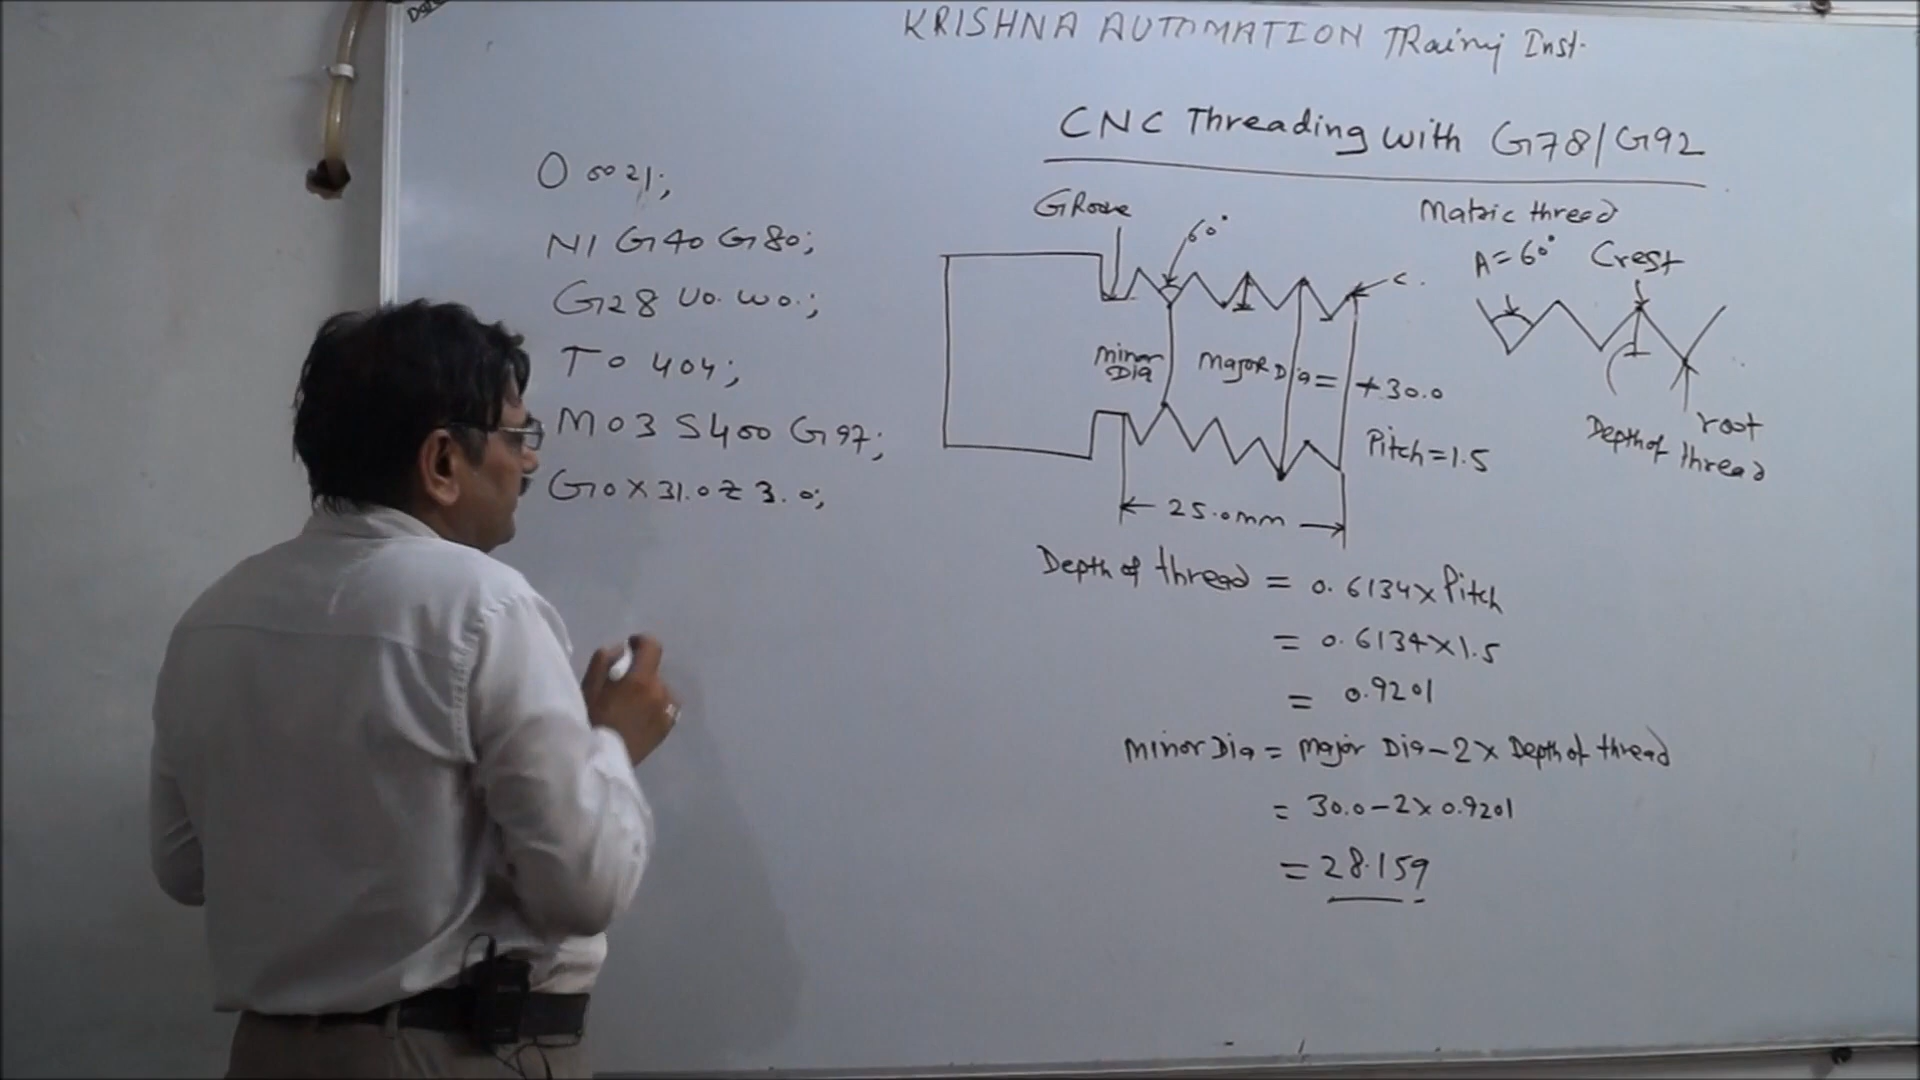 KRISHNA AUTOMATION TRaining Inst.
CNC Threading with G78/G92
O 0021;
N1 G40 G80;
G28 U0. W0.;
T0 404;
M03 S400 G97;
G0 X31.0 Z 3.0;
GRoove
60°
C.
minor
Dia
Major Dia = +30.0
Pitch=1.5
25.0mm
Matric thread
A=60° Crest
root
Depth of thread
Depth of thread = 0.6134 x Pitch
= 0.6134 x 1.5
= 0.9201
minor Dia = major Dia - 2 x Depth of thread
= 30.0 - 2 x 0.9201
= 28.159